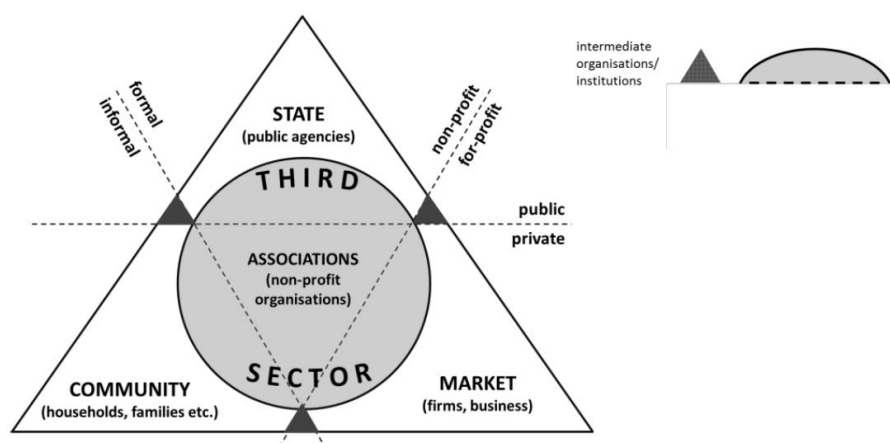 intermediate
organisations/
institutions
formal
informal
non-profit
for-profit
STATE
(public agencies)
THIRD
public
private
ASSOCIATIONS
(non-profit
organisations)
SECTOR
COMMUNITY
(households, families etc.)
MARKET
(firms, business)